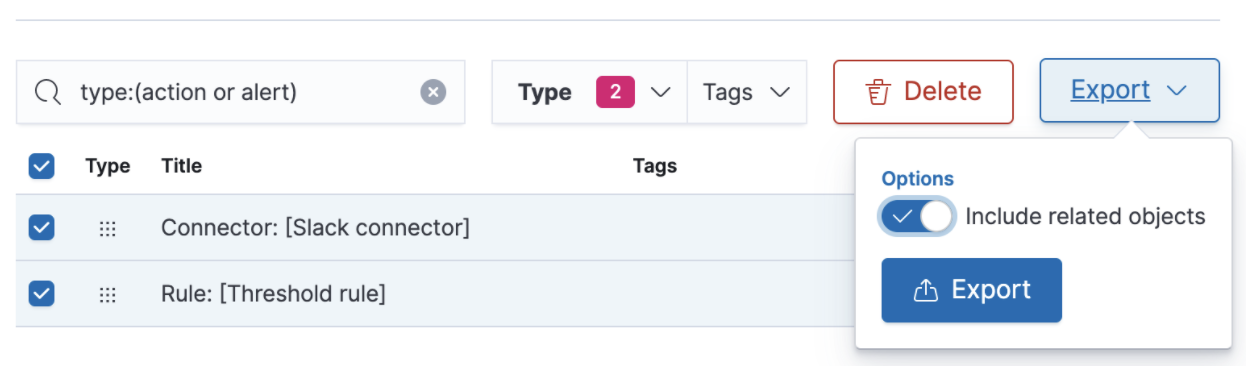 type:(action or alert)
Type 2
Tags
Delete
Export
Type Title Tags
Options
Connector: [Slack connector]
Include related objects
Rule: [Threshold rule]
Export